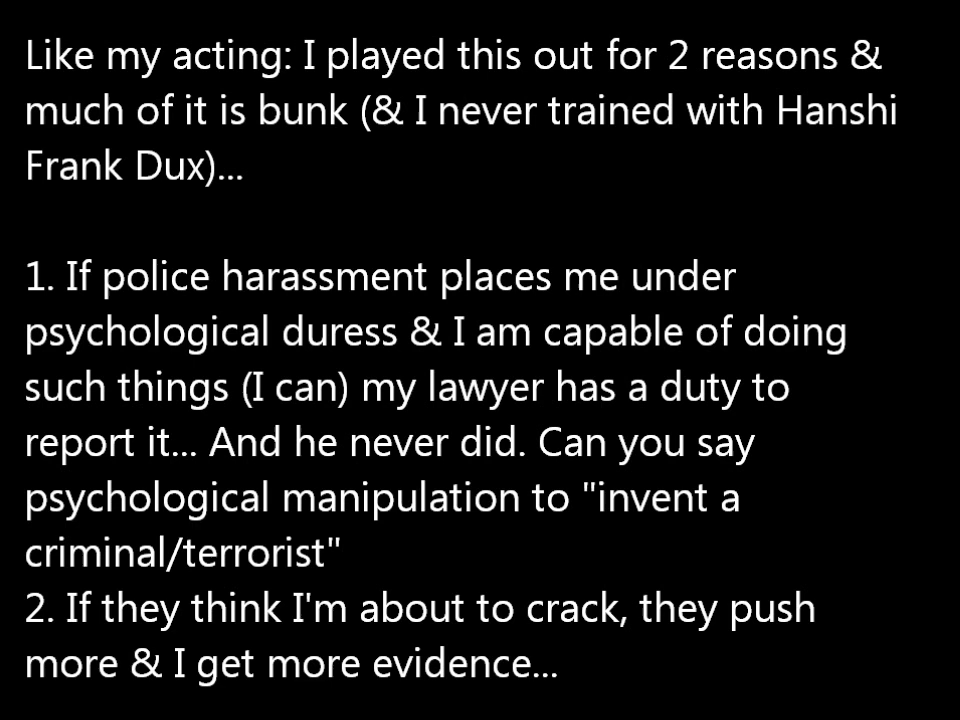 Like my acting: I played this out for 2 reasons &
much of it is bunk (& I never trained with Hanshi
Frank Dux)...
1. If police harassment places me under
psychological duress & I am capable of doing
such things (I can) my lawyer has a duty to
report it... And he never did. Can you say
psychological manipulation to "invent a
criminal/terrorist"
2. If they think I'm about to crack, they push
more & I get more evidence...